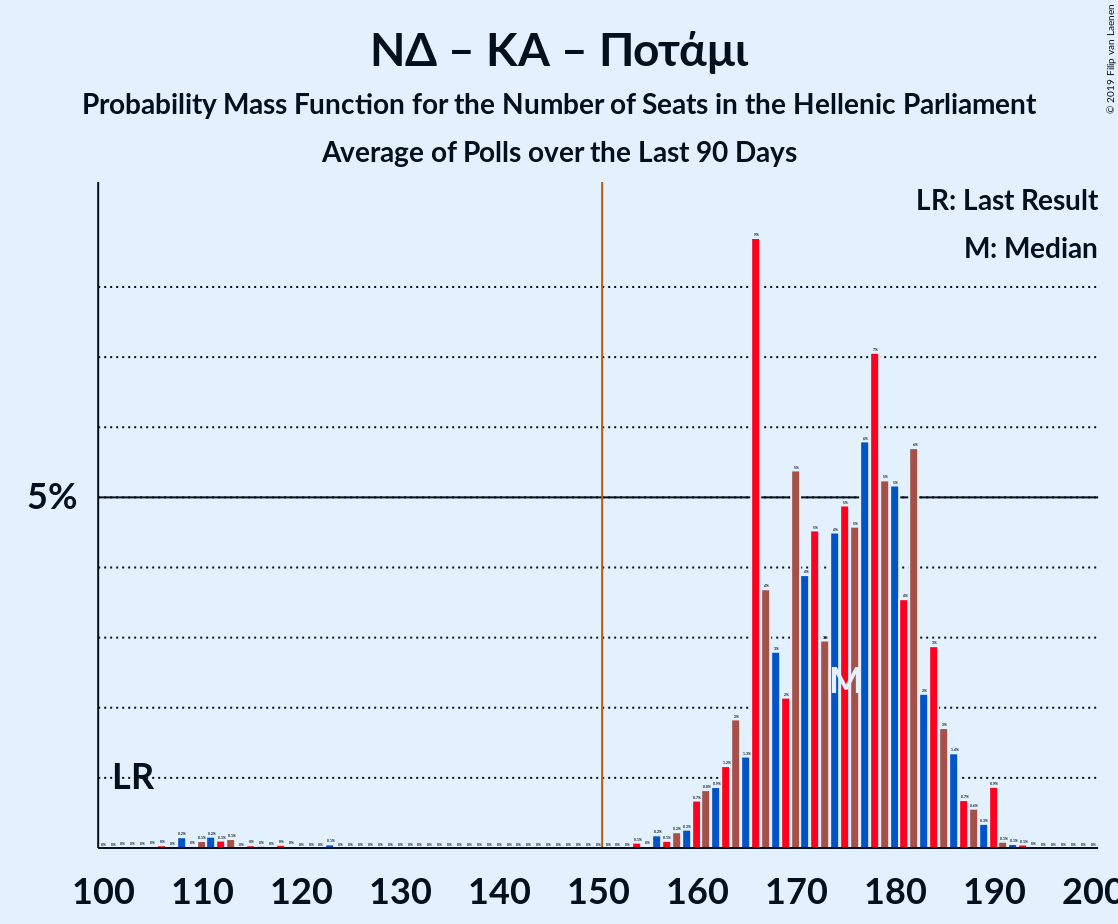 ΝΔ – ΚΑ – Ποτάμι
Probability Mass Function for the Number of Seats in the Hellenic Parliament
Average of Polls over the Last 90 Days
© 2019 Filip van Laenen
LR: Last Result
M: Median
5%
LR
M
100 110 120 130 140 150 160 170 180 190 200